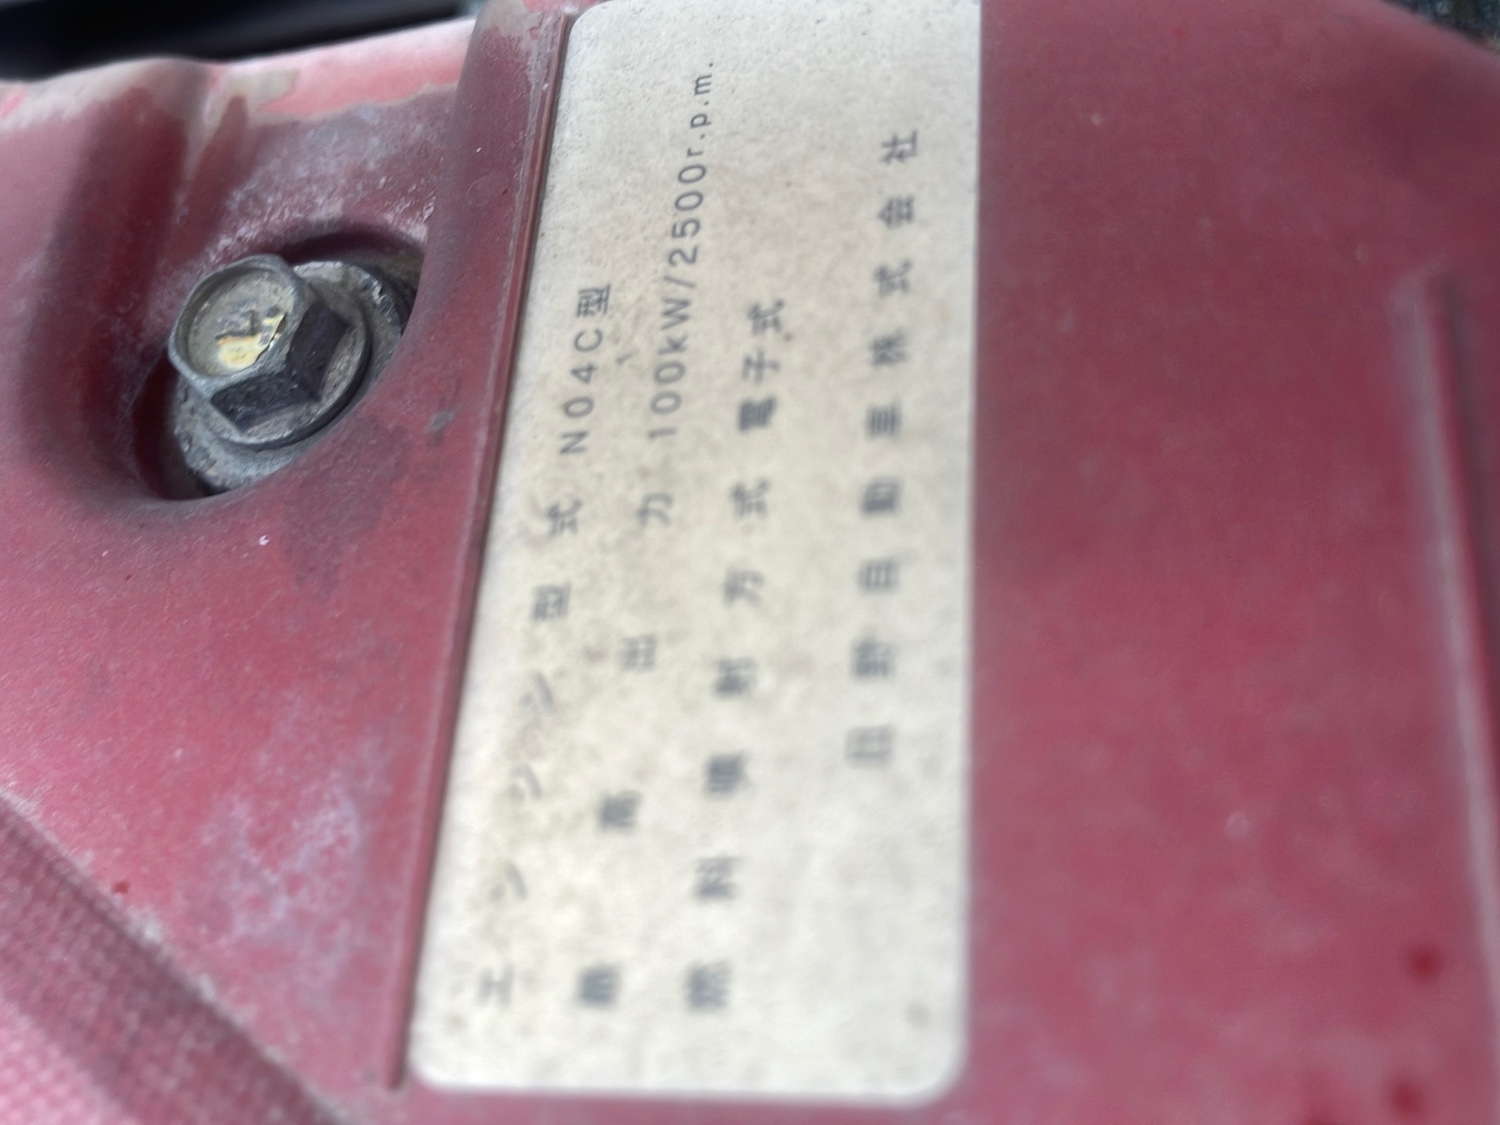 エンジン型式 N04C型
最高出力 100kW/2500r.p.m.
燃料噴射方式 電子式
日野自動車株式会社